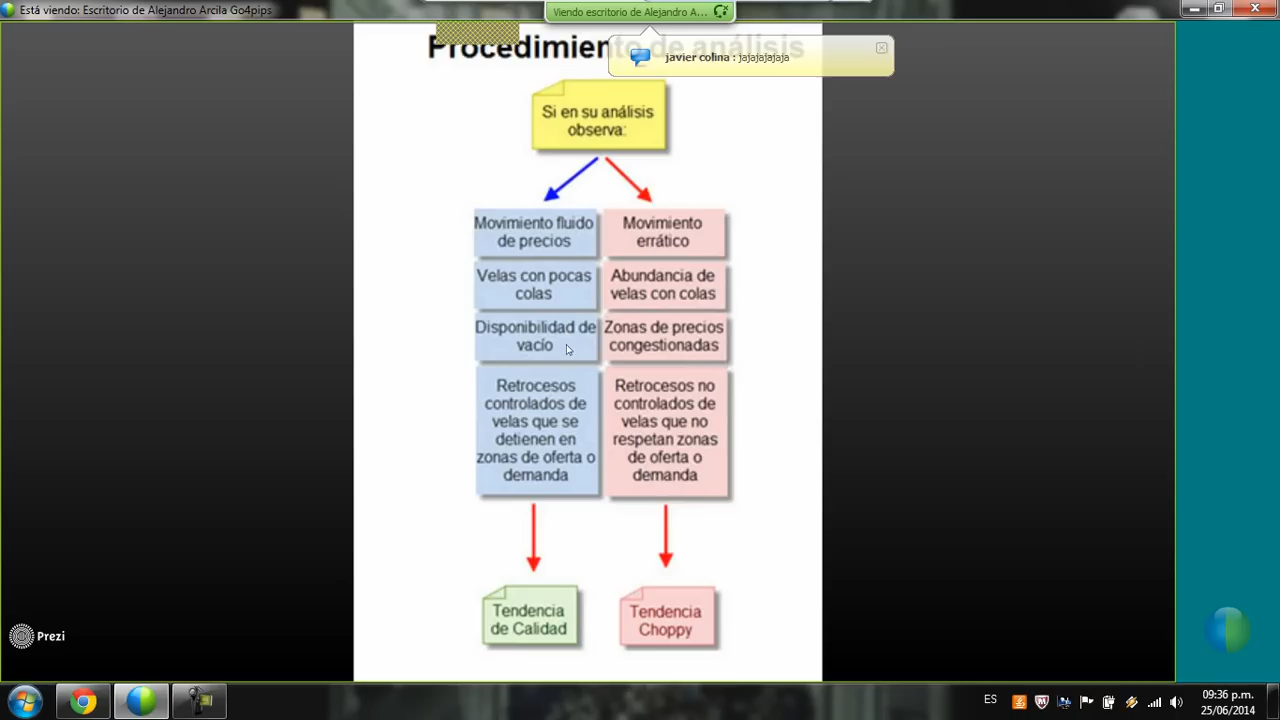 Está viendo: Escritorio de Alejandro Arcila Go4pips
Viendo escritorio de Alejandro A...
Procedimiento de análisis
javier colina : jajajajajaja
Si en su análisis
observa:
Movimiento fluido
de precios
Movimiento
errático
Velas con pocas
colas
Abundancia de
velas con colas
Disponibilidad de
vacío
Zonas de precios
congestionadas
Retrocesos
controlados de
velas que se
detienen en
zonas de oferta o
demanda
Retrocesos no
controlados de
velas que no
respetan zonas
de oferta o
demanda
Tendencia
de Calidad
Tendencia
Choppy
Prezi
ES
09:36 p.m.
25/06/2014